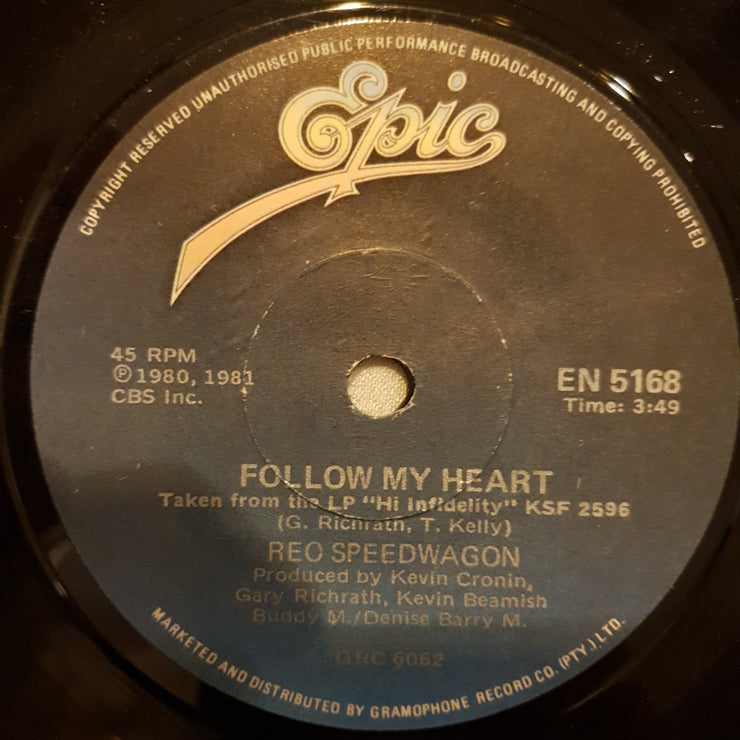 COPYRIGHT RESERVED UNAUTHORISED PUBLIC PERFORMANCE BROADCASTING AND COPYING PROHIBITED
Epic
45 RPM
℗ 1980, 1981
CBS Inc.
EN 5168
Time: 3:49
FOLLOW MY HEART
Taken from the LP "Hi Infidelity" KSF 2596
(G. Richrath, T. Kelly)
REO SPEEDWAGON
Produced by Kevin Cronin,
Gary Richrath, Kevin Beamish
Buddy M./Denise Barry M.
GRC 6062
MARKETED AND DISTRIBUTED BY GRAMOPHONE RECORD CO. (PTY.) LTD.